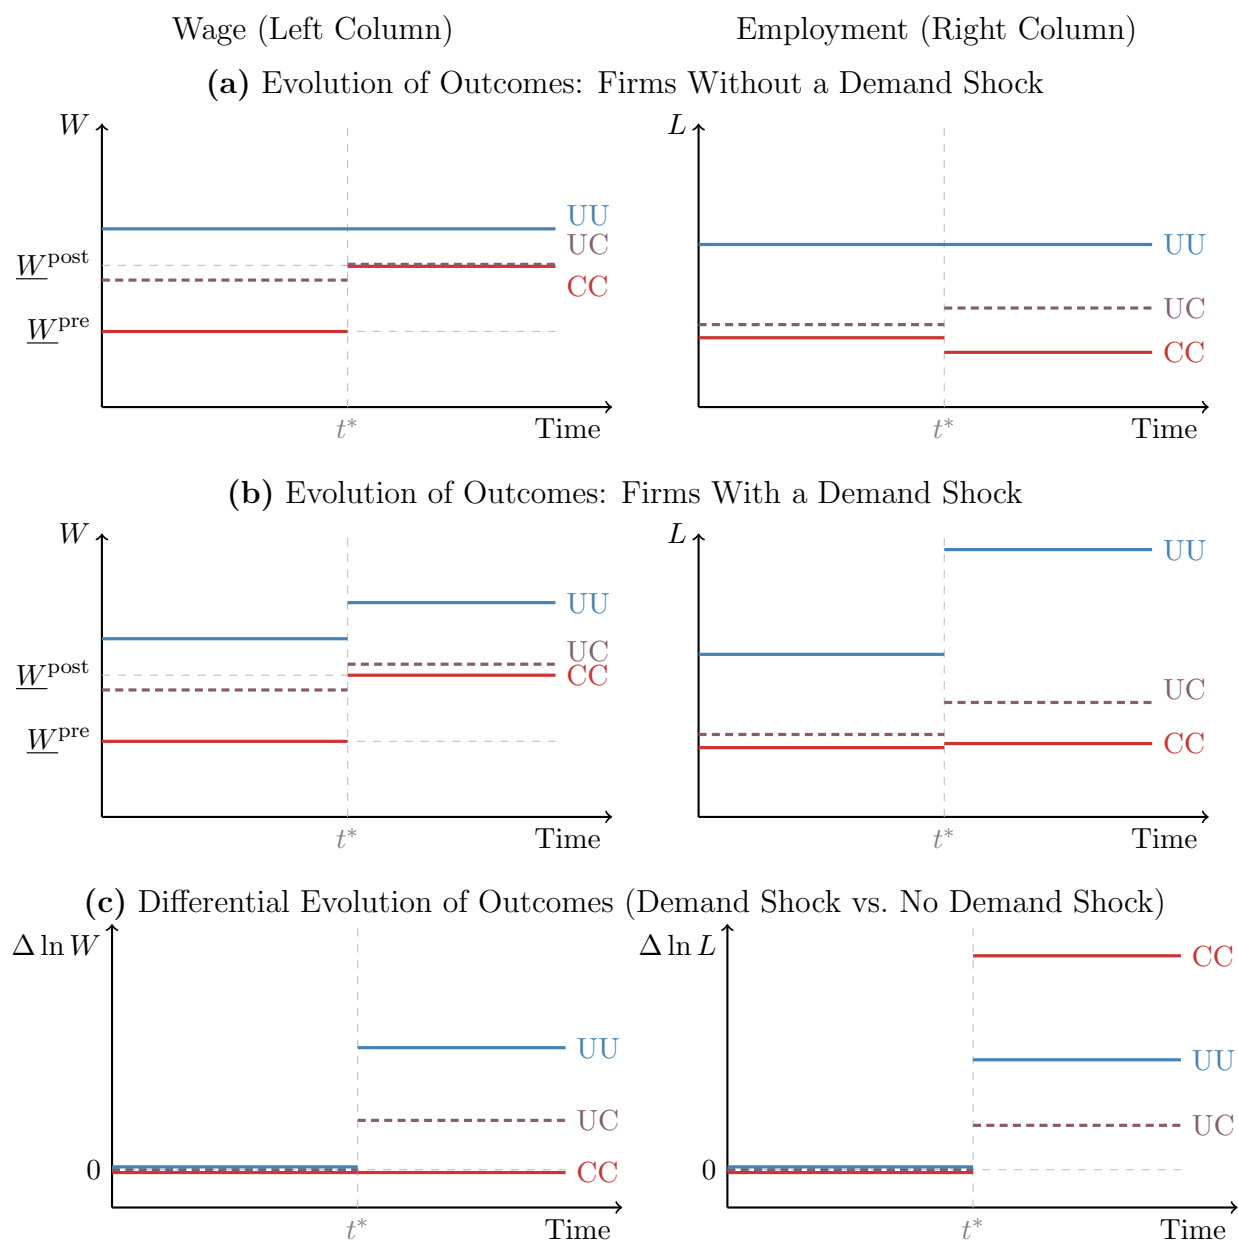 Wage (Left Column)
Employment (Right Column)
(a) Evolution of Outcomes: Firms Without a Demand Shock
W
UU
UC
W^post
CC
W^pre
t*
Time
L
UU
UC
CC
t*
Time
(b) Evolution of Outcomes: Firms With a Demand Shock
W
UU
UC
W^post
CC
W^pre
t*
Time
L
UU
UC
CC
t*
Time
(c) Differential Evolution of Outcomes (Demand Shock vs. No Demand Shock)
Δ ln W
UU
UC
0
CC
t*
Time
Δ ln L
CC
UU
UC
0
t*
Time